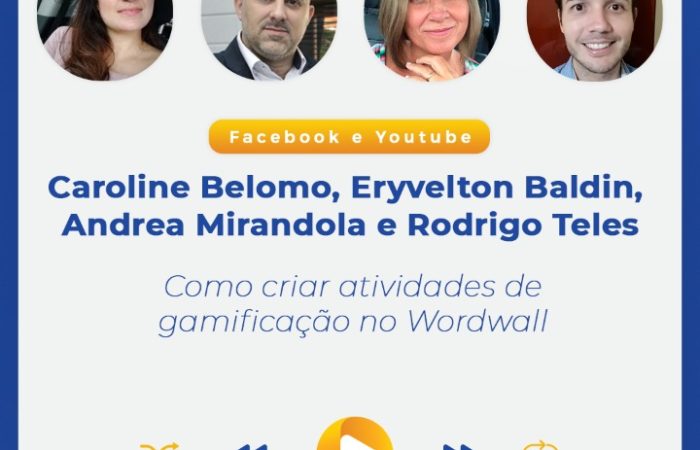 Facebook e Youtube
Caroline Belomo, Eryvelton Baldin,
Andrea Mirandola e Rodrigo Teles
Como criar atividades de
gamificação no Wordwall